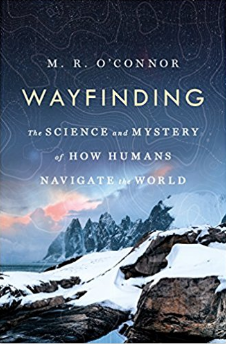 M. R. O'CONNOR
WAYFINDING
The SCIENCE and MYSTERY
of HOW HUMANS
NAVIGATE the WORLD